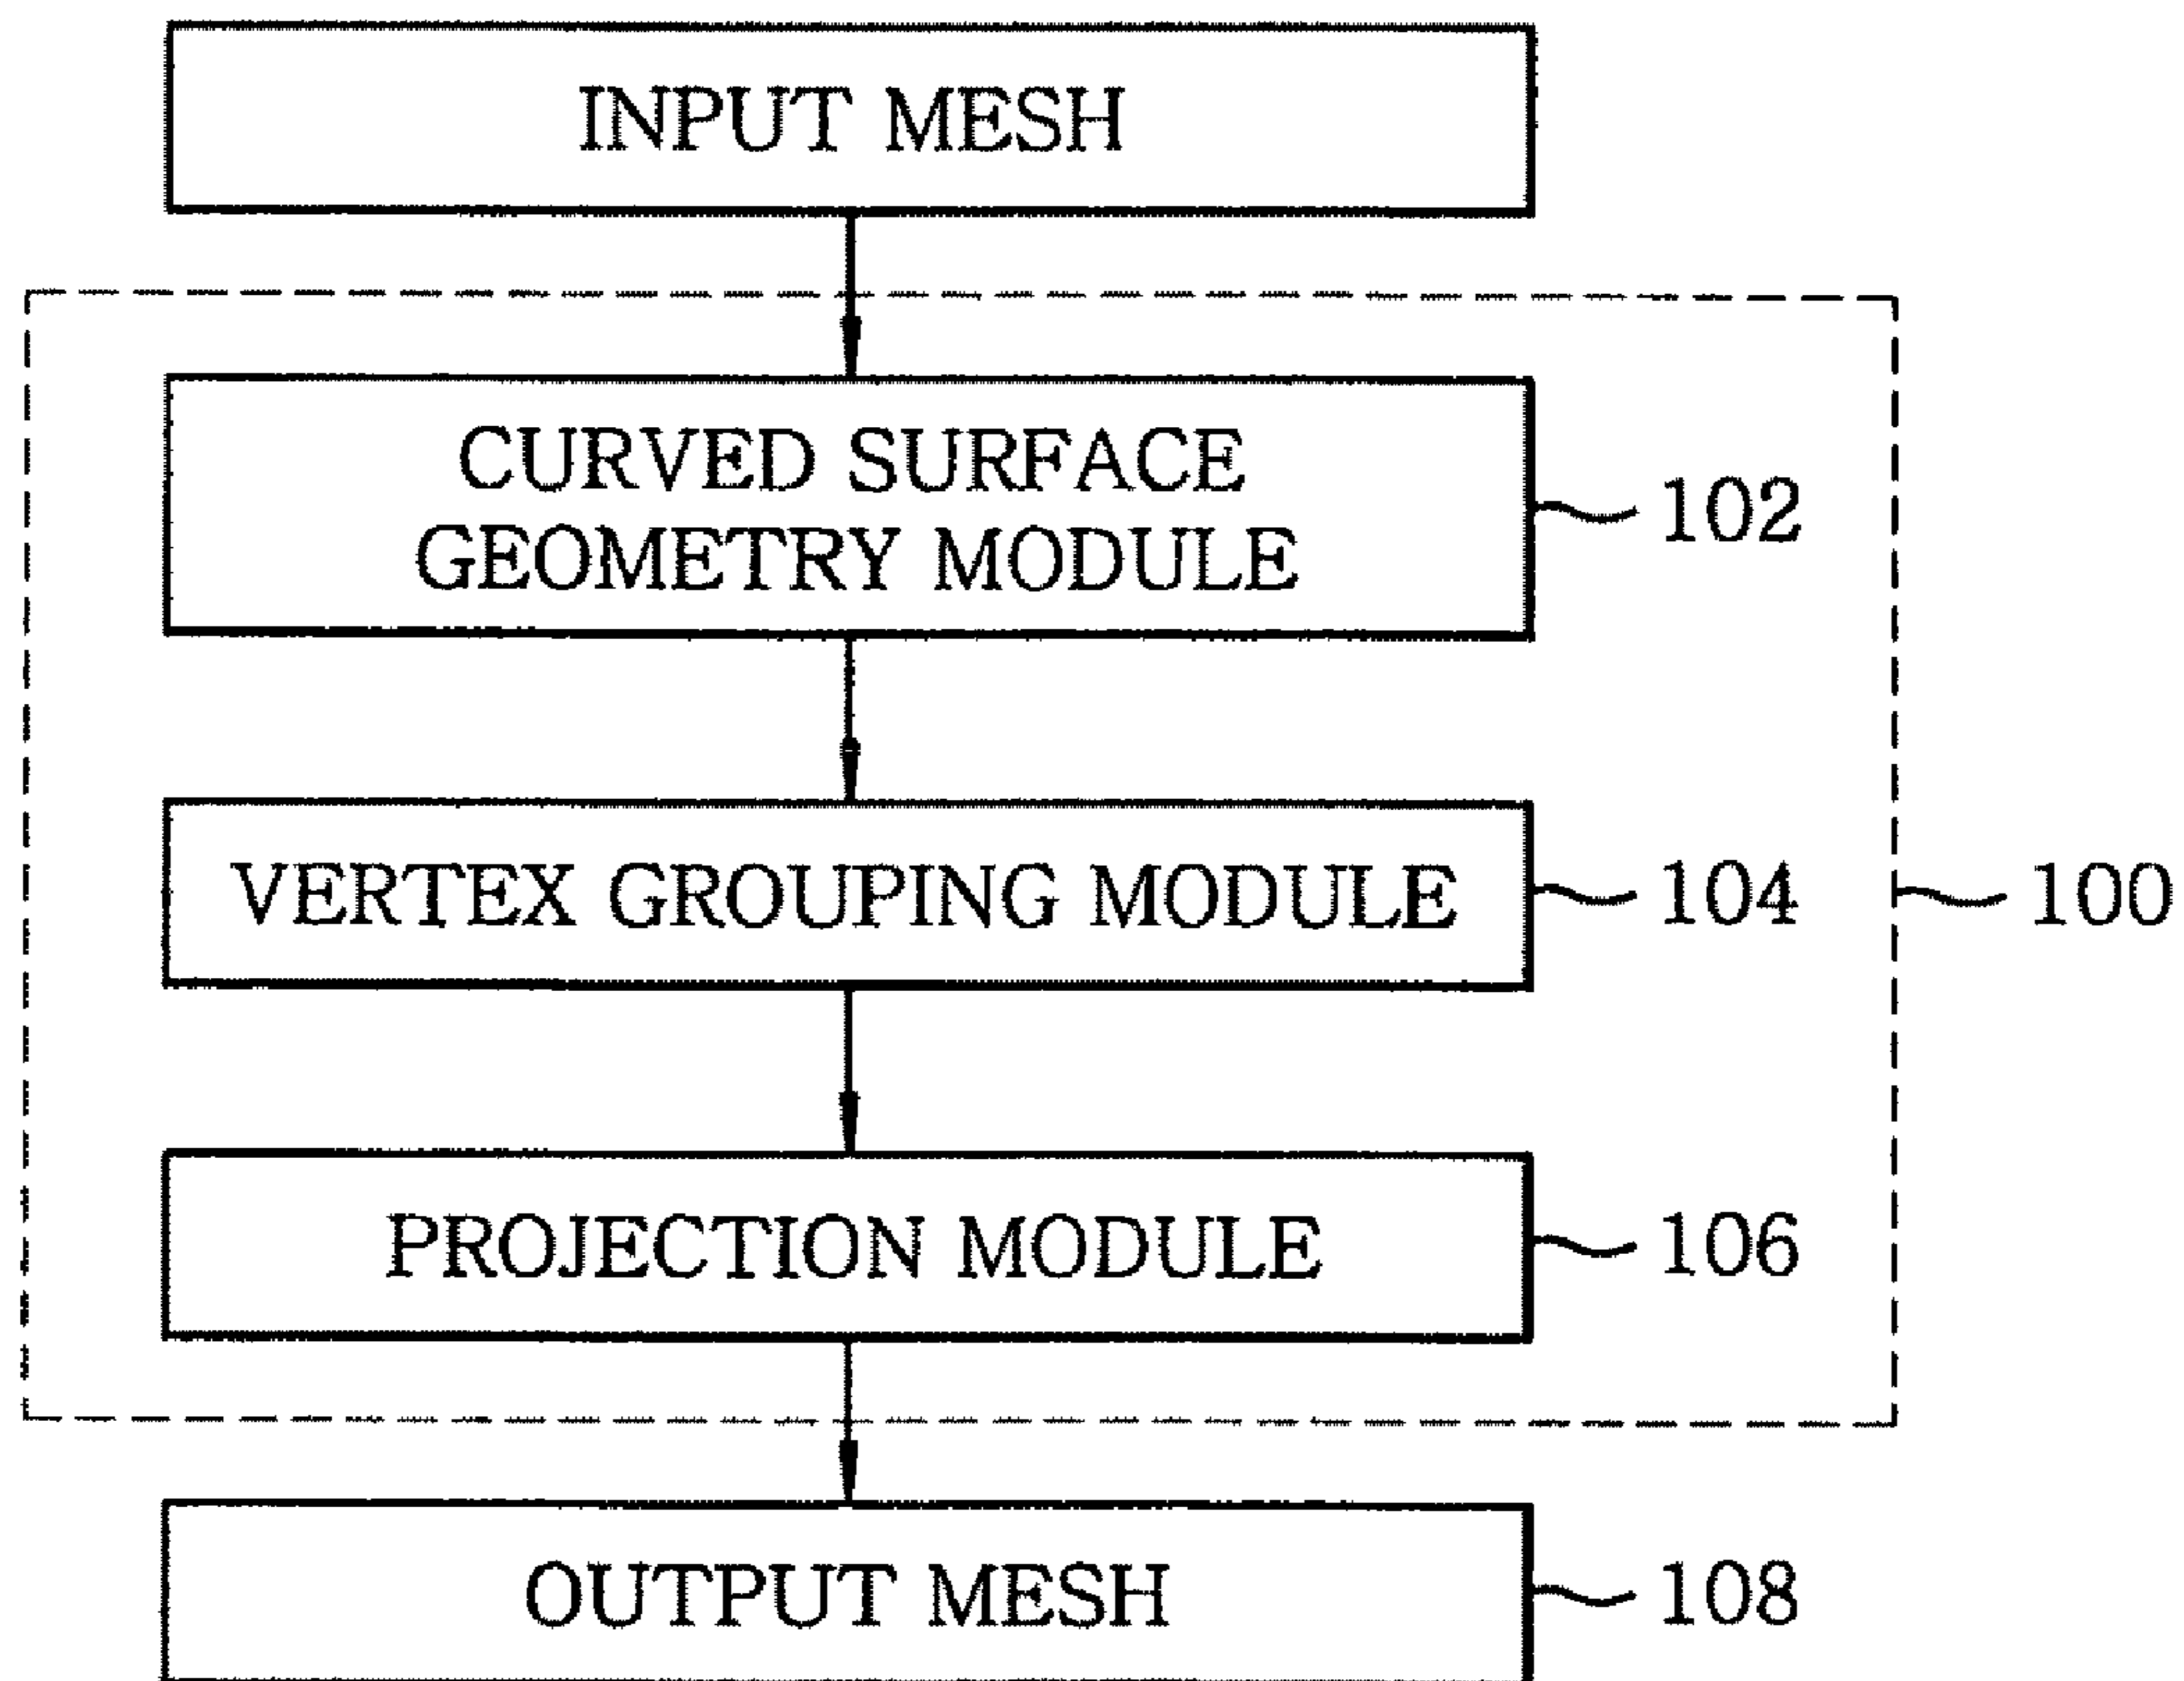 INPUT MESH
CURVED SURFACE
GEOMETRY MODULE
102
VERTEX GROUPING MODULE
104
100
PROJECTION MODULE
106
OUTPUT MESH
108